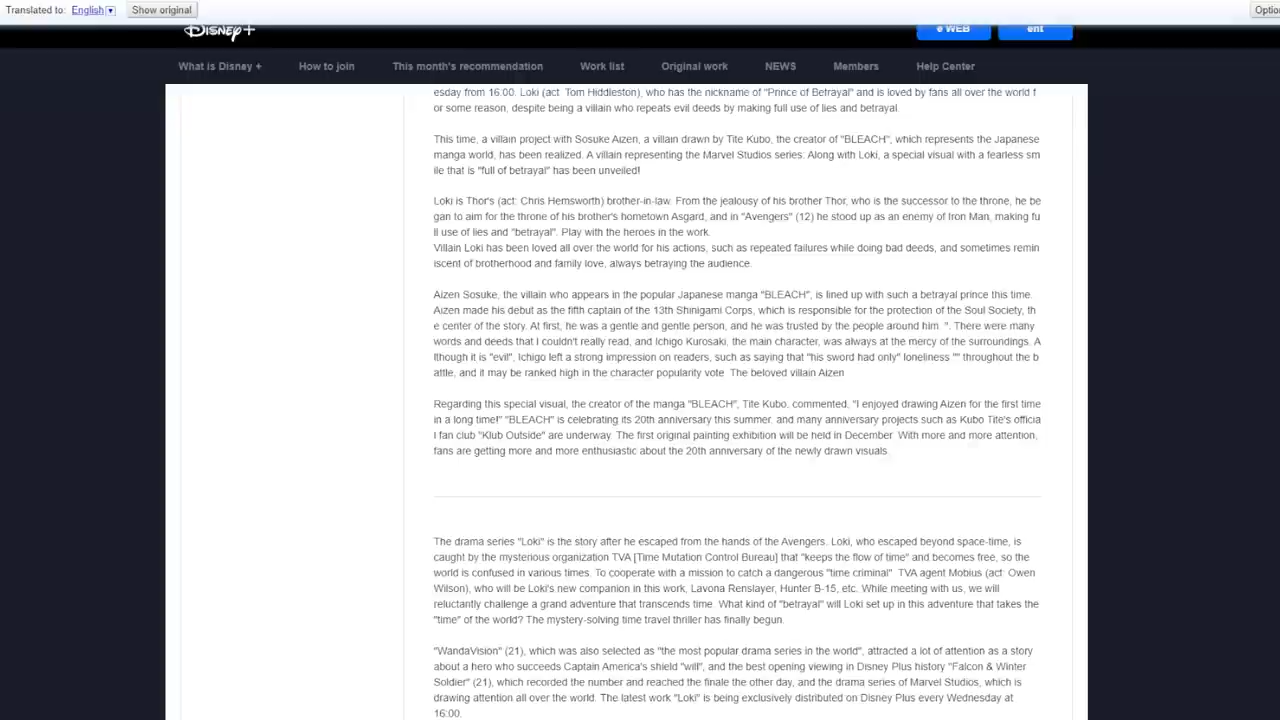 Translated to: English Show original Optio
Disney+ e WEB ent
What is Disney + How to join This month's recommendation Work list Original work NEWS Members Help Center
esday from 16:00. Loki (act  Tom Hiddleston), who has the nickname of "Prince of Betrayal" and is loved by fans all over the world f
or some reason, despite being a villain who repeats evil deeds by making full use of lies and betrayal.
This time, a villain project with Sosuke Aizen, a villain drawn by Tite Kubo, the creator of "BLEACH", which represents the Japanese
manga world, has been realized. A villain representing the Marvel Studios series. Along with Loki, a special visual with a fearless sm
ile that is "full of betrayal" has been unveiled!
Loki is Thor's (act: Chris Hemsworth) brother-in-law. From the jealousy of his brother Thor, who is the successor to the throne, he be
gan to aim for the throne of his brother's hometown Asgard, and in "Avengers" (12) he stood up as an enemy of Iron Man, making fu
ll use of lies and "betrayal". Play with the heroes in the work.
Villain Loki has been loved all over the world for his actions, such as repeated failures while doing bad deeds, and sometimes remin
iscent of brotherhood and family love, always betraying the audience.
Aizen Sosuke, the villain who appears in the popular Japanese manga "BLEACH", is lined up with such a betrayal prince this time.
Aizen made his debut as the fifth captain of the 13th Shinigami Corps, which is responsible for the protection of the Soul Society, th
e center of the story. At first, he was a gentle and gentle person, and he was trusted by the people around him  ". There were many
words and deeds that I couldn't really read, and Ichigo Kurosaki, the main character, was always at the mercy of the surroundings. A
lthough it is "evil", Ichigo left a strong impression on readers, such as saying that "his sword had only" loneliness "" throughout the b
attle, and it may be ranked high in the character popularity vote  The beloved villain Aizen
Regarding this special visual, the creator of the manga "BLEACH", Tite Kubo. commented, "I enjoyed drawing Aizen for the first time
in a long time!" "BLEACH" is celebrating its 20th anniversary this summer. and many anniversary projects such as Kubo Tite's officia
l fan club "Klub Outside" are underway. The first original painting exhibition will be held in December  With more and more attention,
fans are getting more and more enthusiastic about the 20th anniversary of the newly drawn visuals.
The drama series "Loki" is the story after he escaped from the hands of the Avengers. Loki, who escaped beyond space-time, is
caught by the mysterious organization TVA [Time Mutation Control Bureau] that "keeps the flow of time" and becomes free, so the
world is confused in various times. To cooperate with a mission to catch a dangerous "time criminal"  TVA agent Mobius (act: Owen
Wilson), who will be Loki's new companion in this work, Lavona Renslayer, Hunter B-15, etc. While meeting with us, we will
reluctantly challenge a grand adventure that transcends time. What kind of "betrayal" will Loki set up in this adventure that takes the
"time" of the world? The mystery-solving time travel thriller has finally begun.
"WandaVision" (21), which was also selected as "the most popular drama series in the world", attracted a lot of attention as a story
about a hero who succeeds Captain America's shield "will", and the best opening viewing in Disney Plus history "Falcon & Winter
Soldier" (21), which recorded the number and reached the finale the other day, and the drama series of Marvel Studios, which is
drawing attention all over the world. The latest work "Loki" is being exclusively distributed on Disney Plus every Wednesday at
16:00.